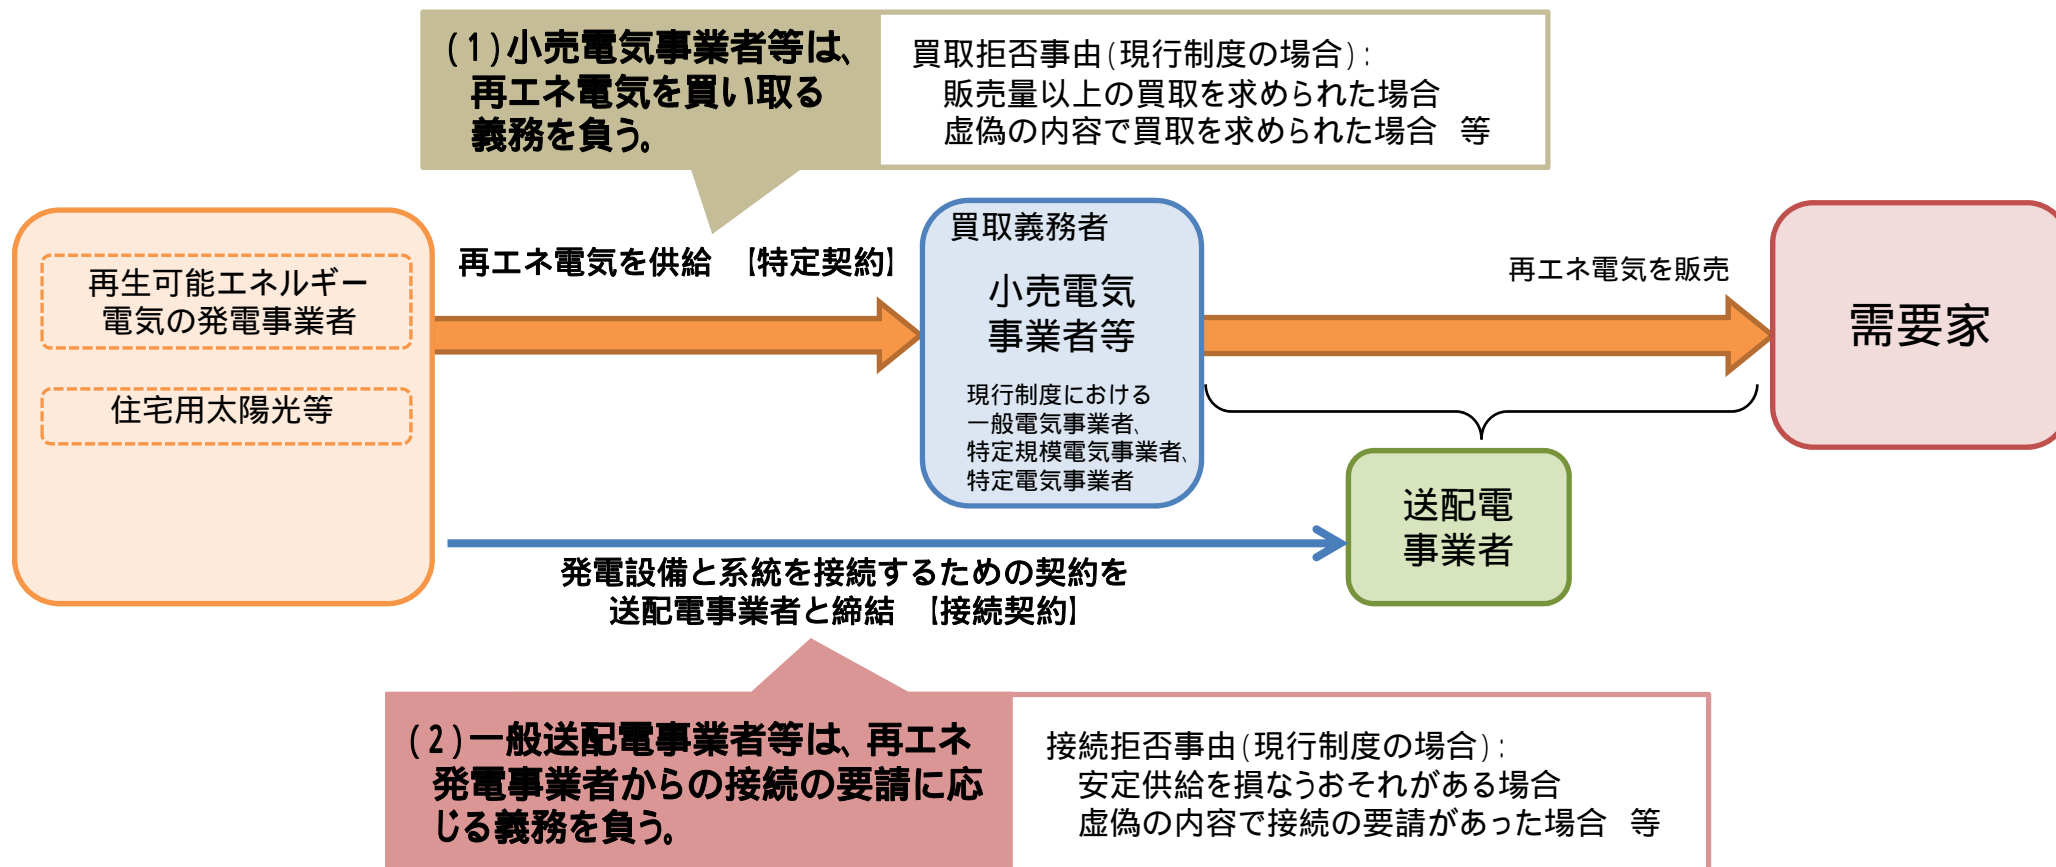 (1)小売電気事業者等は、
再エネ電気を買い取る
義務を負う。
買取拒否事由(現行制度の場合):
販売量以上の買取を求められた場合
虚偽の内容で買取を求められた場合 等
再生可能エネルギー
電気の発電事業者
住宅用太陽光等
再エネ電気を供給 【特定契約】
買取義務者
小売電気
事業者等
現行制度における
一般電気事業者、
特定規模電気事業者、
特定電気事業者
再エネ電気を販売
需要家
送配電
事業者
発電設備と系統を接続するための契約を
送配電事業者と締結 【接続契約】
(2)一般送配電事業者等は、再エネ
発電事業者からの接続の要請に応
じる義務を負う。
接続拒否事由(現行制度の場合):
安定供給を損なうおそれがある場合
虚偽の内容で接続の要請があった場合 等